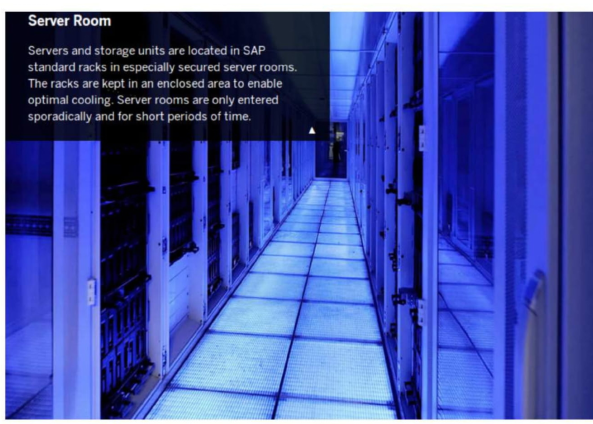 Server Room
Servers and storage units are located in SAP
standard racks in especially secured server rooms.
The racks are kept in an enclosed area to enable
optimal cooling. Server rooms are only entered
sporadically and for short periods of time.